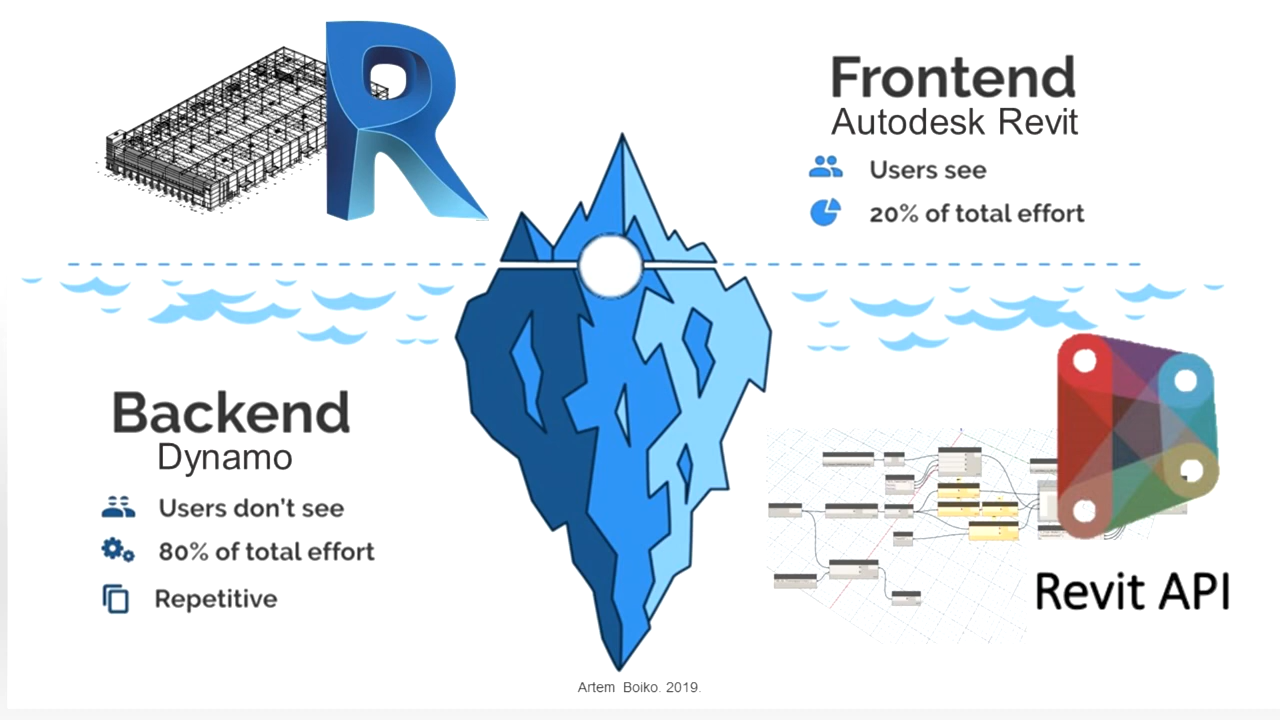 Frontend
Autodesk Revit
Users see
20% of total effort
Backend
Dynamo
Users don't see
80% of total effort
Repetitive
Revit API
Artem Boiko. 2019.